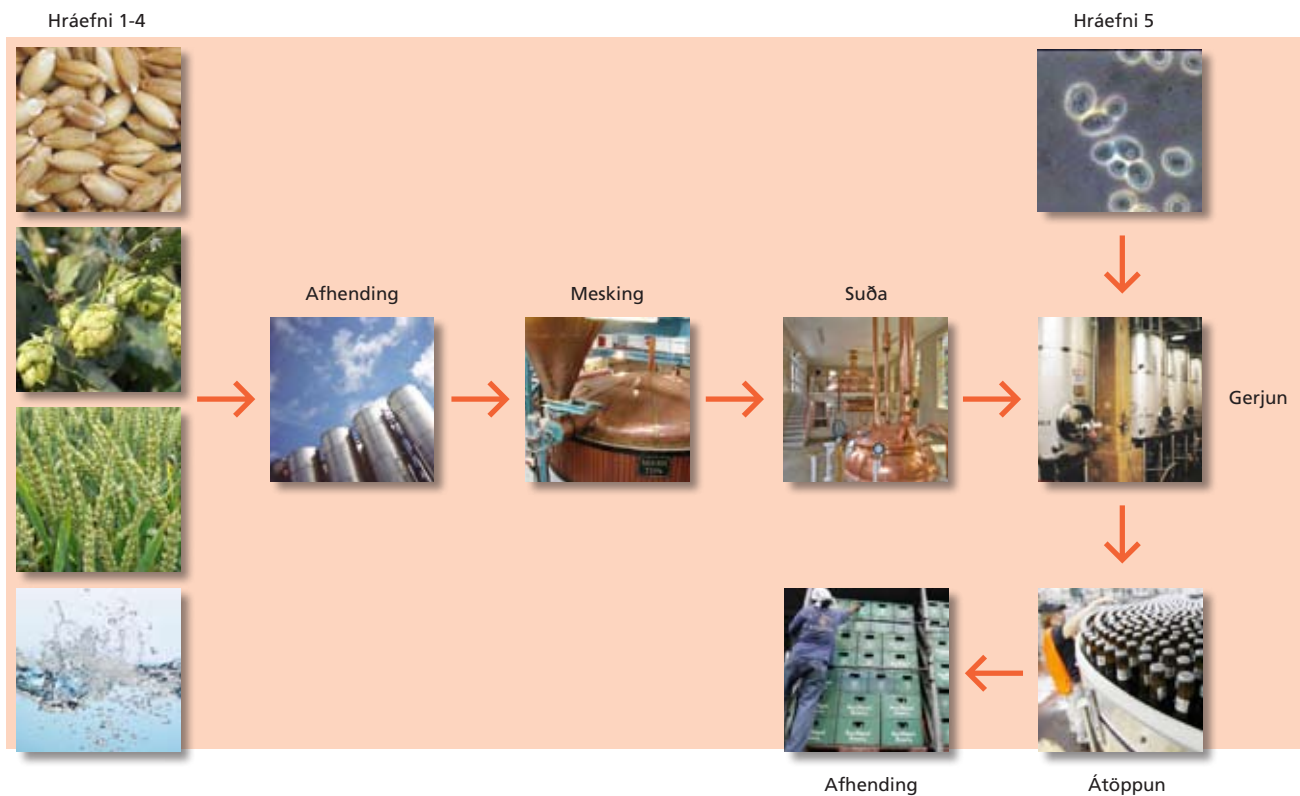 Hráefni 1-4
Hráefni 5
Afhending
Mesking
Suða
Gerjun
Afhending
Átöppun